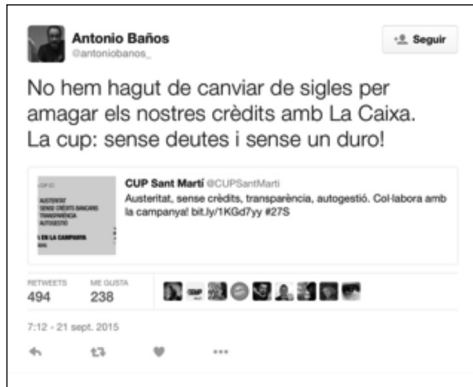 Antonio Baños
@antoniobanos_
Seguir
No hem hagut de canviar de sigles per
amagar els nostres crèdits amb La Caixa.
La cup: sense deutes i sense un duro!
CUP Sant Martí @CUPSantMarti
Austeritat, sense crèdits, transparència, autogestió. Col·labora amb
la campanya! bit.ly/1KGd7yy #27S
AUSTERITAT
SENSE CRÈDITS BANCARIS
TRANSPARÈNCIA
AUTOGESTIÓ
EN LA CAMPANYA
RETWEETS
ME GUSTA
494
238
7:12 - 21 sept. 2015